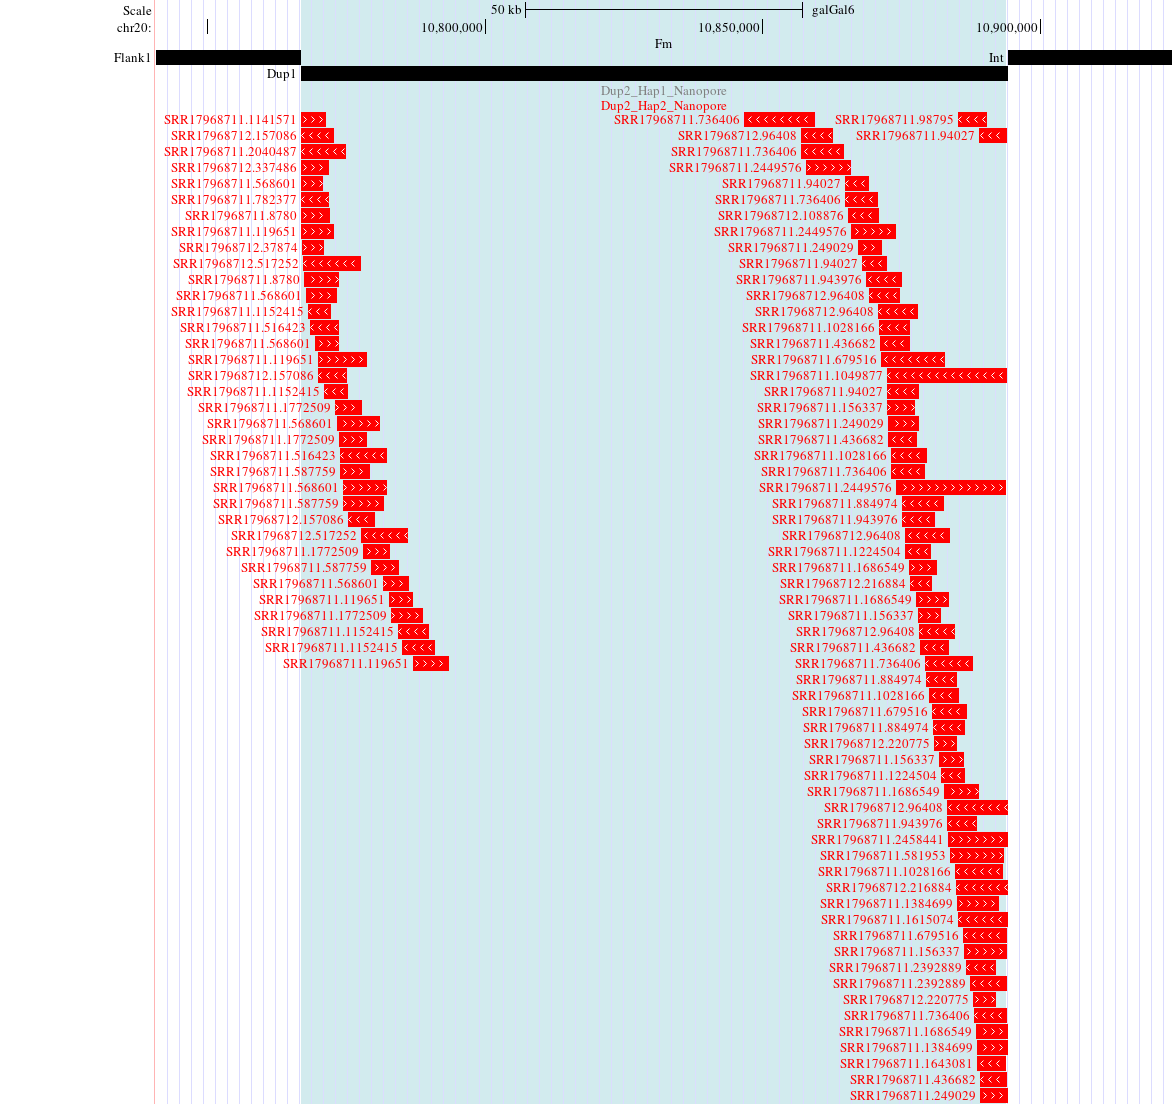 Scale 50 kb galGal6
chr20: 10,800,000 10,850,000 10,900,000
Fm
Flank1 Int
Dup1
Dup2_Hap1_Nanopore
Dup2_Hap2_Nanopore
SRR17968711.1141571 SRR17968711.736406 SRR17968711.98795
SRR17968712.157086 SRR17968712.96408 SRR17968711.94027
SRR17968711.2040487 SRR17968711.736406
SRR17968712.337486 SRR17968711.2449576
SRR17968711.568601 SRR17968711.94027
SRR17968711.782377 SRR17968711.736406
SRR17968711.8780 SRR17968712.108876
SRR17968711.119651 SRR17968711.2449576
SRR17968712.37874 SRR17968711.249029
SRR17968712.517252 SRR17968711.94027
SRR17968711.8780 SRR17968711.943976
SRR17968711.568601 SRR17968712.96408
SRR17968711.1152415 SRR17968712.96408
SRR17968711.516423 SRR17968711.1028166
SRR17968711.568601 SRR17968711.436682
SRR17968711.119651 SRR17968711.679516
SRR17968712.157086 SRR17968711.1049877
SRR17968711.1152415 SRR17968711.94027
SRR17968711.1772509 SRR17968711.156337
SRR17968711.568601 SRR17968711.249029
SRR17968711.1772509 SRR17968711.436682
SRR17968711.516423 SRR17968711.1028166
SRR17968711.587759 SRR17968711.736406
SRR17968711.568601 SRR17968711.2449576
SRR17968711.587759 SRR17968711.884974
SRR17968712.157086 SRR17968711.943976
SRR17968712.517252 SRR17968712.96408
SRR17968711.1772509 SRR17968711.1224504
SRR17968711.587759 SRR17968711.1686549
SRR17968711.568601 SRR17968712.216884
SRR17968711.119651 SRR17968711.1686549
SRR17968711.1772509 SRR17968711.156337
SRR17968711.1152415 SRR17968712.96408
SRR17968711.1152415 SRR17968711.436682
SRR17968711.119651 SRR17968711.736406
SRR17968711.884974
SRR17968711.1028166
SRR17968711.679516
SRR17968711.884974
SRR17968712.220775
SRR17968711.156337
SRR17968711.1224504
SRR17968711.1686549
SRR17968712.96408
SRR17968711.943976
SRR17968711.2458441
SRR17968711.581953
SRR17968711.1028166
SRR17968712.216884
SRR17968711.1384699
SRR17968711.1615074
SRR17968711.679516
SRR17968711.156337
SRR17968711.2392889
SRR17968711.2392889
SRR17968712.220775
SRR17968711.736406
SRR17968711.1686549
SRR17968711.1384699
SRR17968711.1643081
SRR17968711.436682
SRR17968711.249029